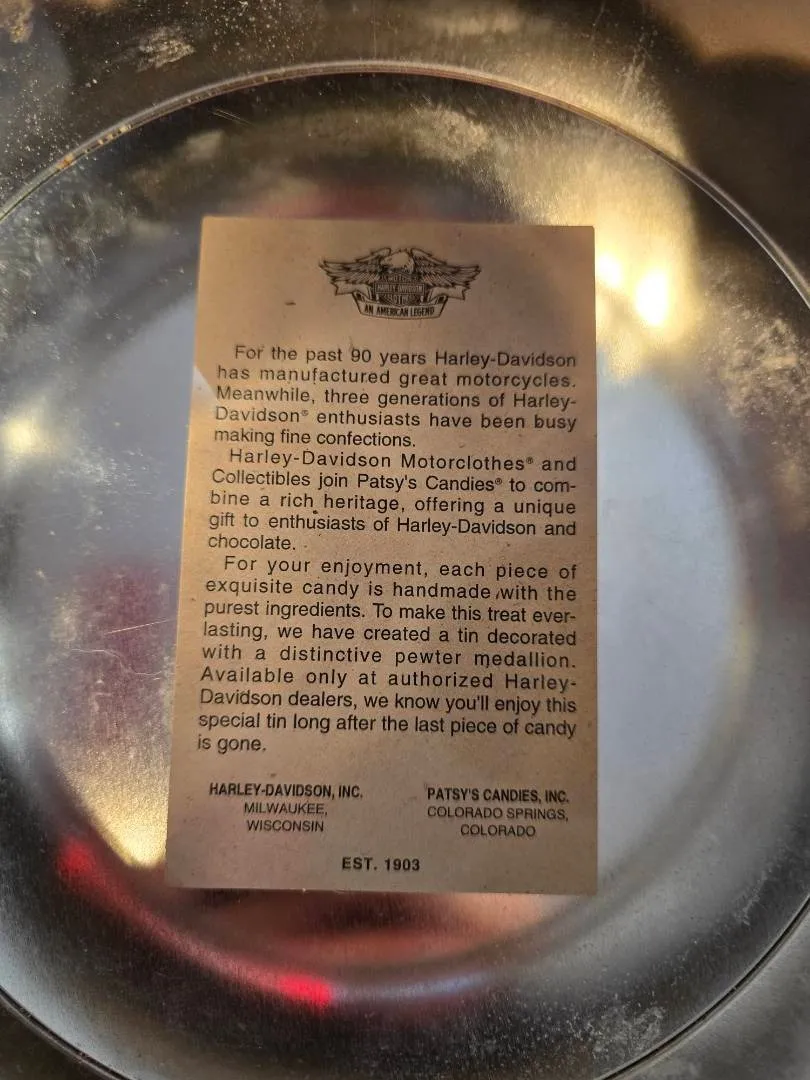 MOTOR
HARLEY-DAVIDSON
AN AMERICAN LEGEND
For the past 90 years Harley-Davidson
has manufactured great motorcycles.
Meanwhile, three generations of Harley-
Davidson® enthusiasts have been busy
making fine confections.
Harley-Davidson Motorclothes® and
Collectibles join Patsy's Candies® to com-
bine a rich heritage, offering a unique
gift to enthusiasts of Harley-Davidson and
chocolate.
For your enjoyment, each piece of
exquisite candy is handmade with the
purest ingredients. To make this treat ever-
lasting, we have created a tin decorated
with a distinctive pewter medallion.
Available only at authorized Harley-
Davidson dealers, we know you'll enjoy this
special tin long after the last piece of candy
is gone.
HARLEY-DAVIDSON, INC.
MILWAUKEE,
WISCONSIN
PATSY'S CANDIES, INC.
COLORADO SPRINGS,
COLORADO
EST. 1903